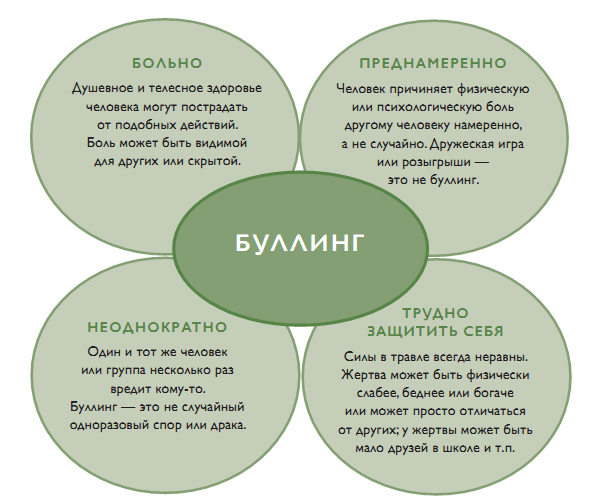 БОЛЬНО
Душевное и телесное здоровье
человека могут пострадать
от подобных действий.
Боль может быть видимой
для других или скрытой.
ПРЕДНАМЕРЕННО
Человек причиняет физическую
или психологическую боль
другому человеку намеренно,
а не случайно. Дружеская игра
или розыгрыши —
это не буллинг.
БУЛЛИНГ
НЕОДНОКРАТНО
Один и тот же человек
или группа несколько раз
вредит кому-то.
Буллинг — это не случайный
одноразовый спор или драка.
ТРУДНО
ЗАЩИТИТЬ СЕБЯ
Силы в травле всегда неравны.
Жертва может быть физически
слабее, беднее или богаче
или может просто отличаться
от других; у жертвы может быть
мало друзей в школе и т.п.